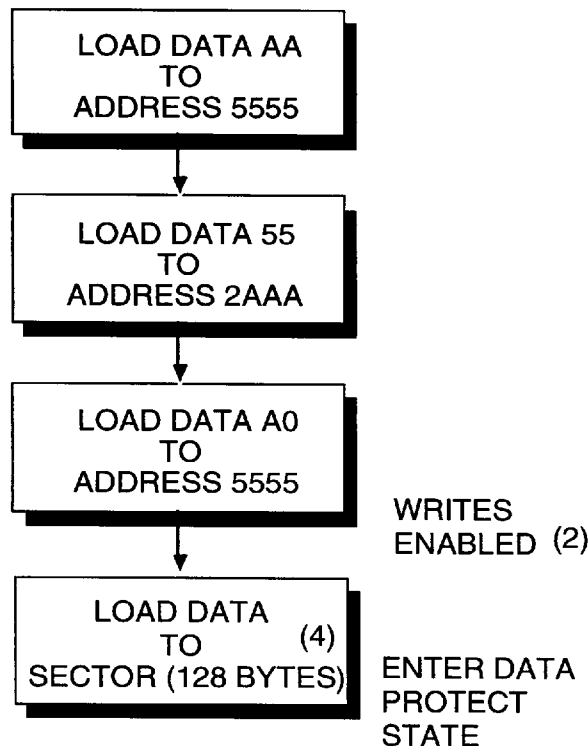 LOAD DATA AA
TO
ADDRESS 5555
LOAD DATA 55
TO
ADDRESS 2AAA
LOAD DATA A0
TO
ADDRESS 5555
WRITES
ENABLED (2)
LOAD DATA
TO (4)
SECTOR (128 BYTES)
ENTER DATA
PROTECT
STATE